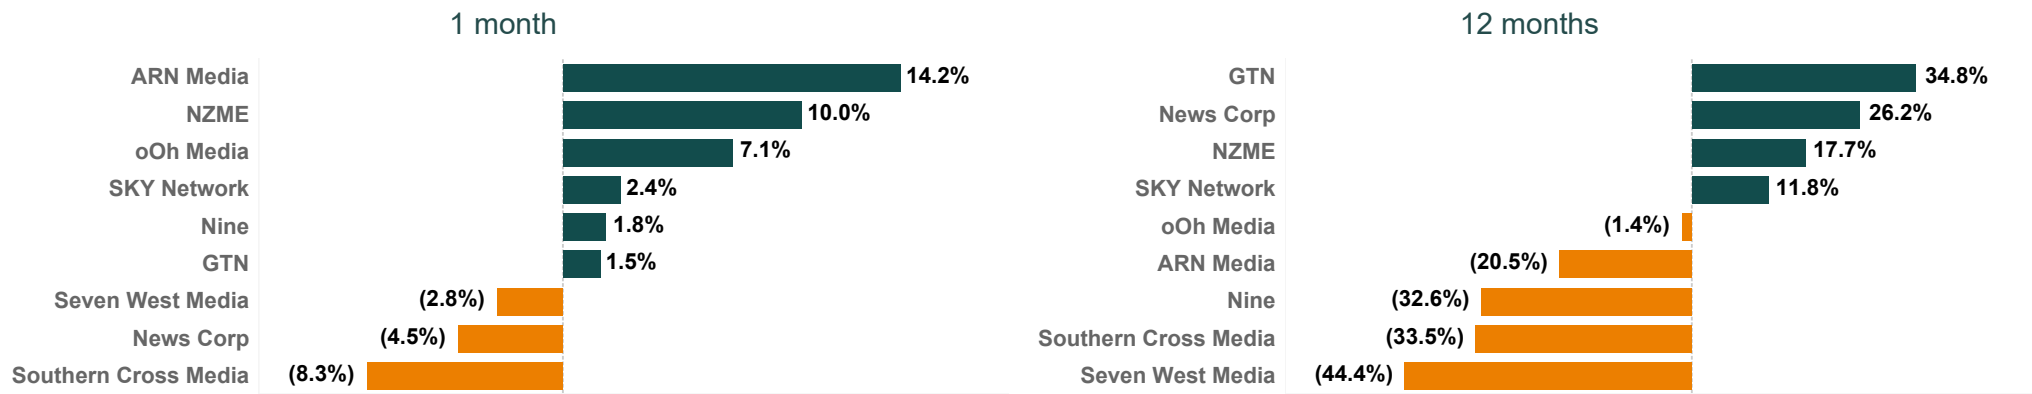 1 month
ARN Media 14.2%
NZME 10.0%
oOh Media 7.1%
SKY Network 2.4%
Nine 1.8%
GTN 1.5%
Seven West Media (2.8%)
News Corp (4.5%)
Southern Cross Media (8.3%)
12 months
GTN 34.8%
News Corp 26.2%
NZME 17.7%
SKY Network 11.8%
oOh Media (1.4%)
ARN Media (20.5%)
Nine (32.6%)
Southern Cross Media (33.5%)
Seven West Media (44.4%)